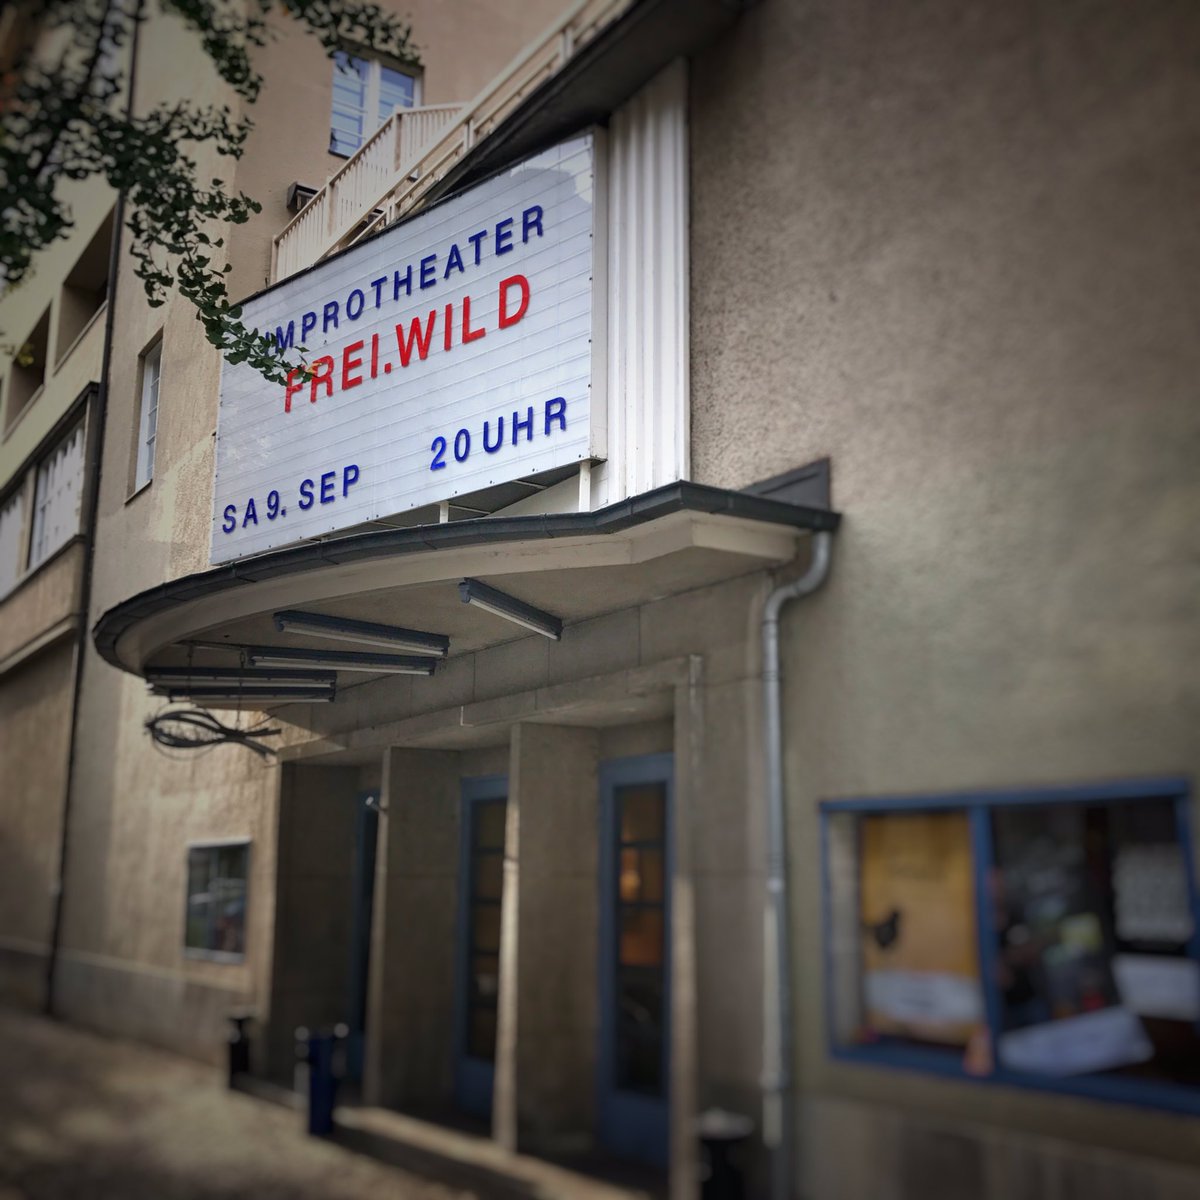 IMPROTHEATER
FREI.WILD
SA 9. SEP 20 UHR